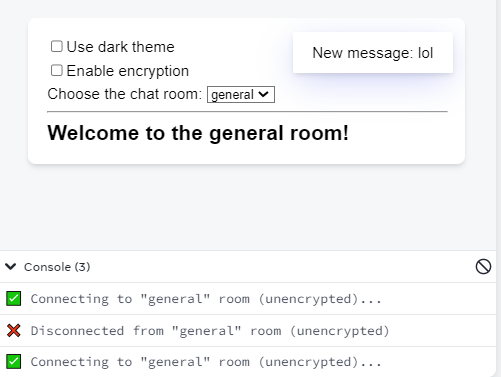 Use dark theme
New message: lol
Enable encryption
Choose the chat room: general
Welcome to the general room!
Console (3)
Connecting to "general" room (unencrypted)...
Disconnected from "general" room (unencrypted)
Connecting to "general" room (unencrypted)...